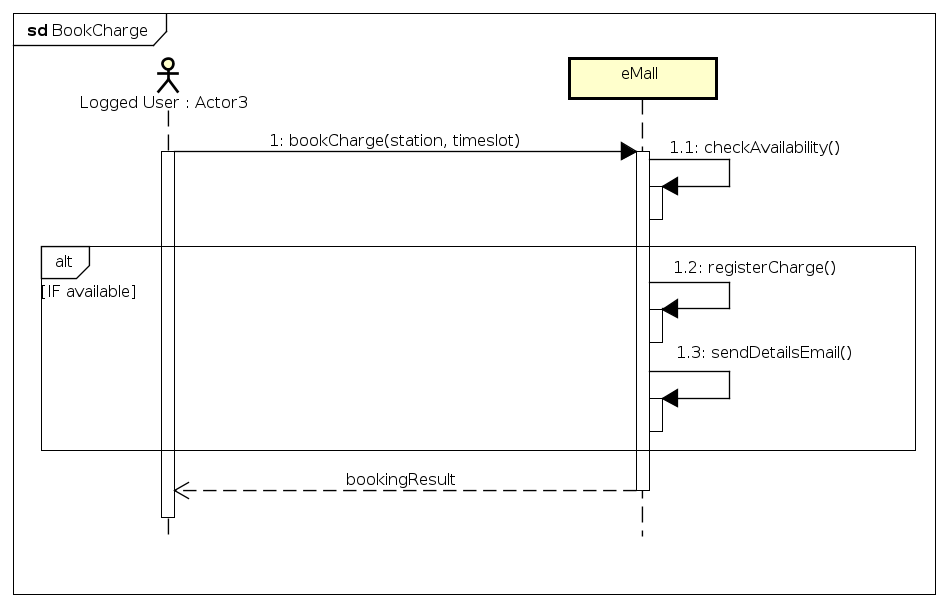 sd BookCharge
eMall
Logged User : Actor3
1: bookCharge(station, timeslot)
1.1: checkAvailability()
alt
[IF available]
1.2: registerCharge()
1.3: sendDetailsEmail()
bookingResult